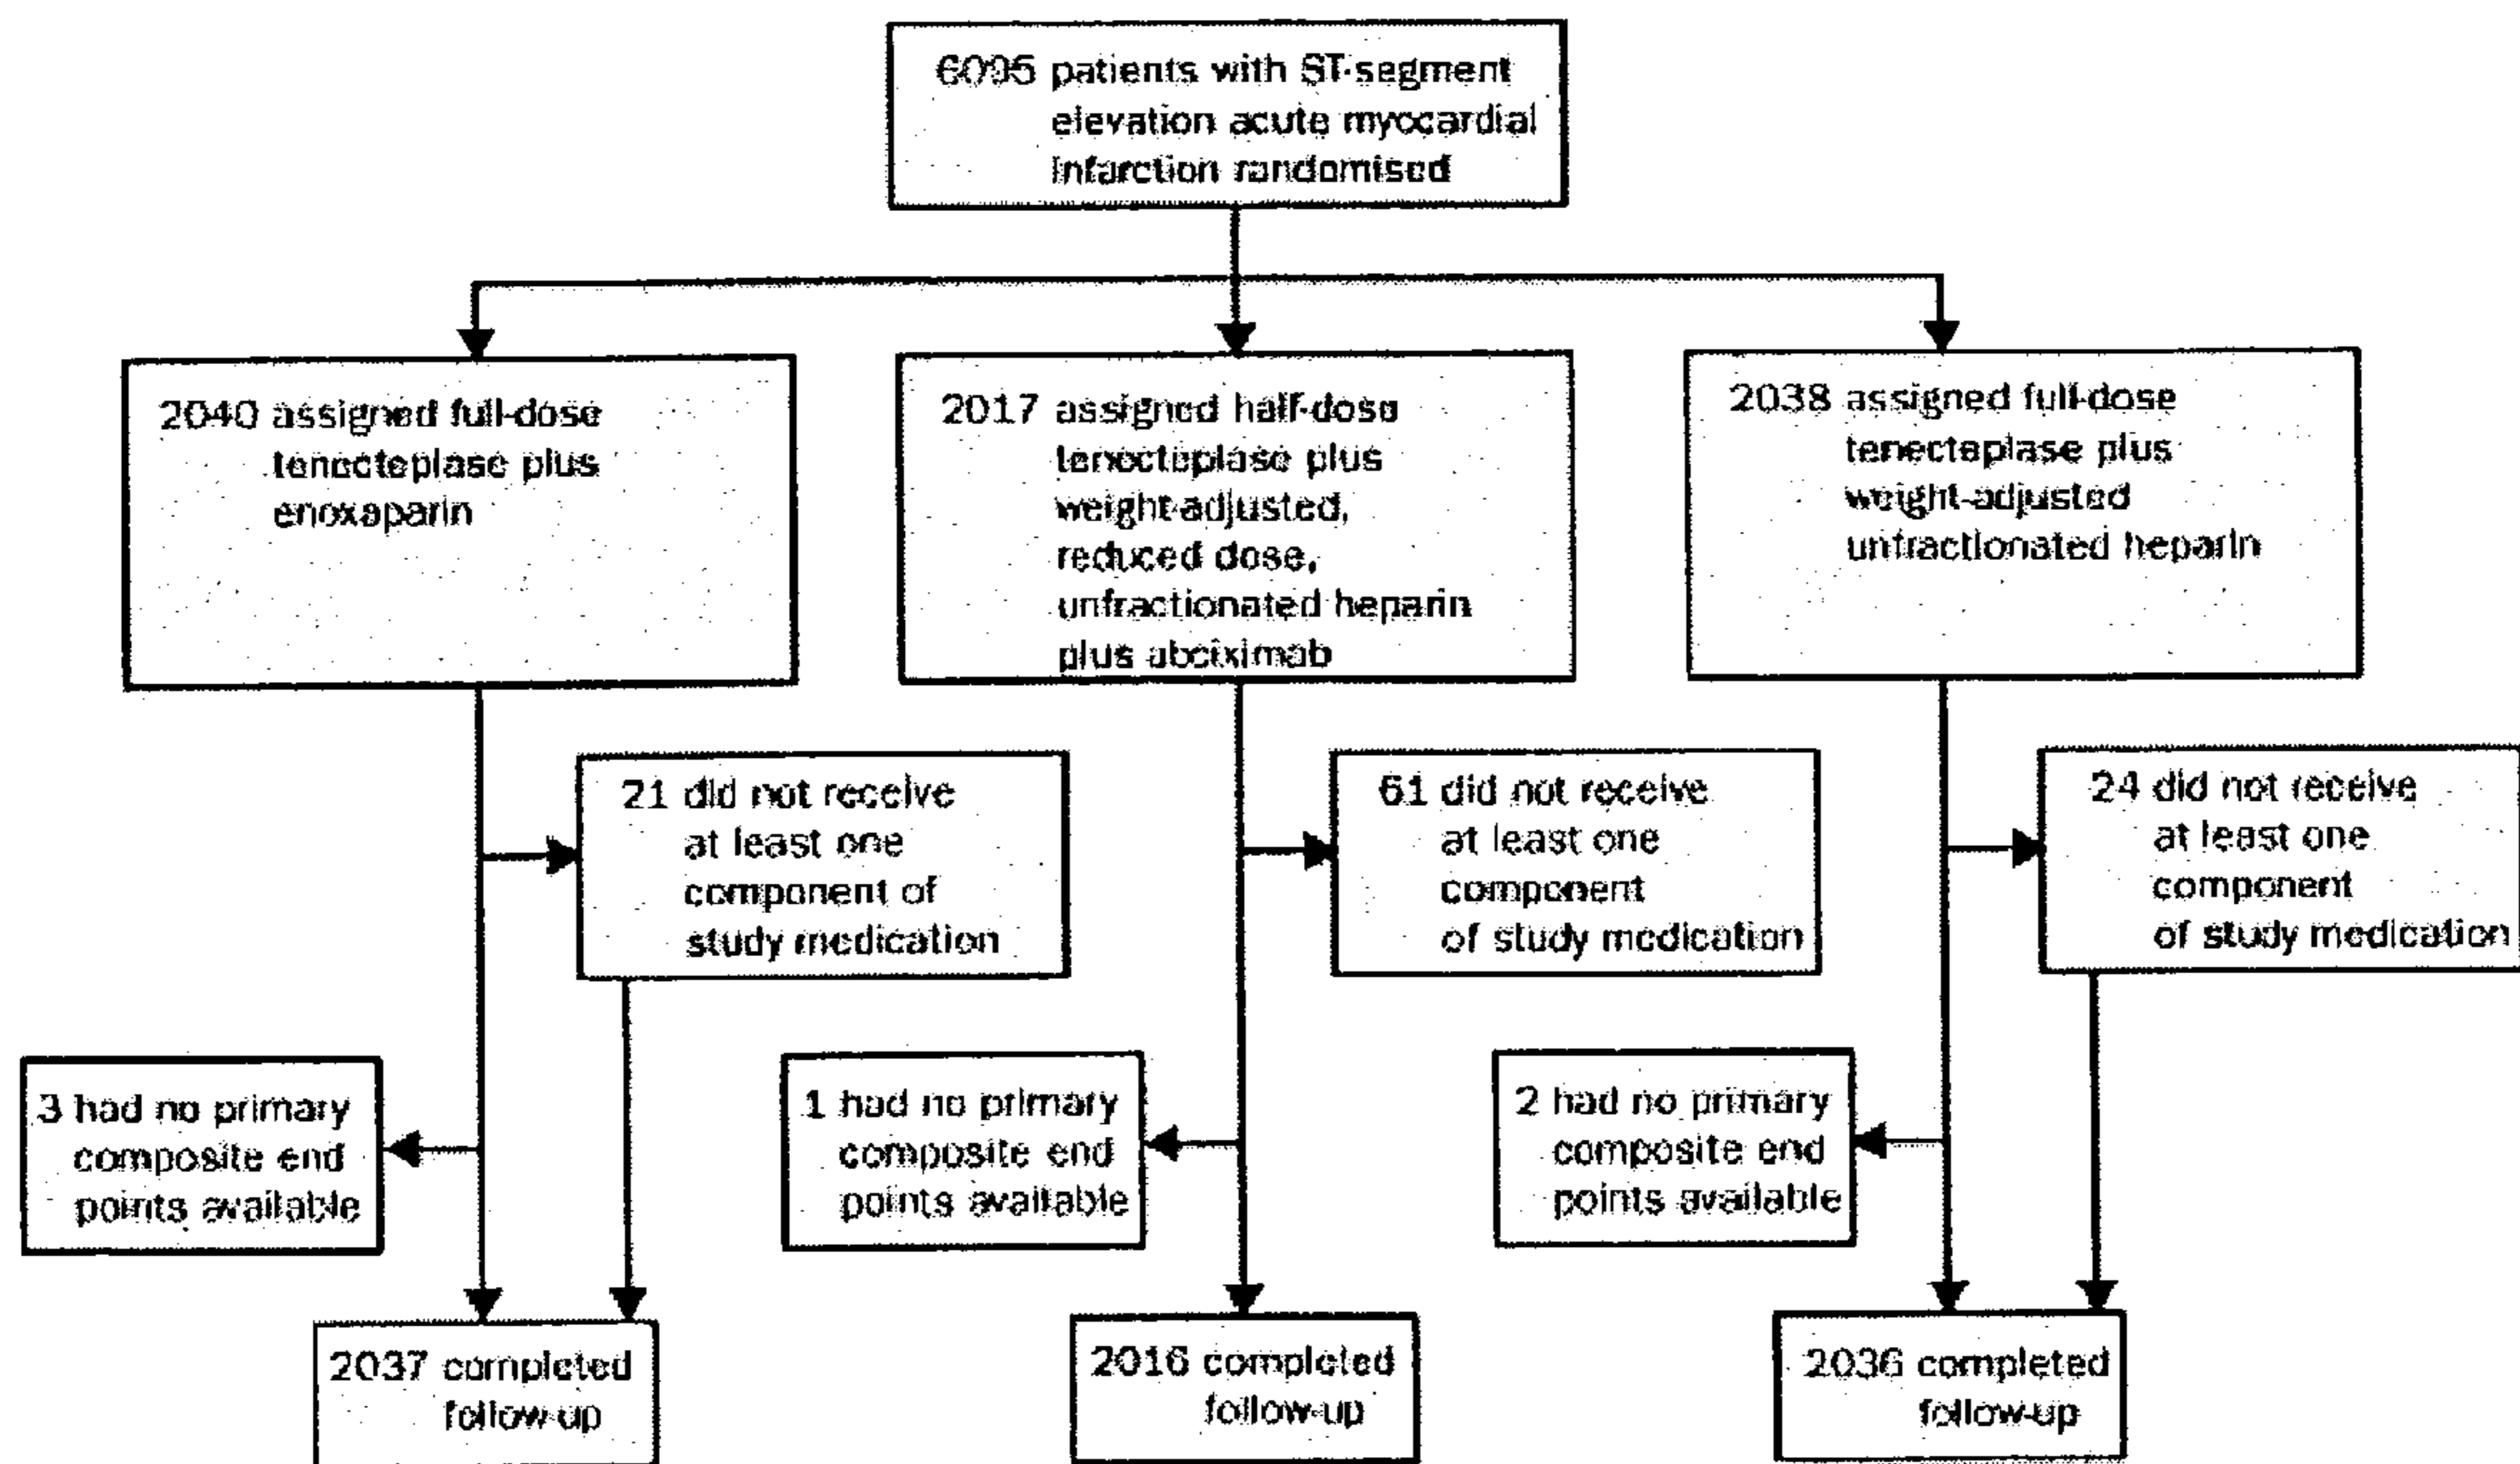 6095 patients with ST-segment
elevation acute myocardial
infarction randomised
2040 assigned full-dose
tenecteplase plus
enoxaparin
2017 assigned half-dose
tenecteplase plus
weight-adjusted,
reduced dose,
unfractionated heparin
plus abciximab
2038 assigned full-dose
tenecteplase plus
weight-adjusted
unfractionated heparin
21 did not receive
at least one
component of
study medication
61 did not receive
at least one
component
of study medication
24 did not receive
at least one
component
of study medication
3 had no primary
composite end
points available
1 had no primary
composite end
points available
2 had no primary
composite end
points available
2037 completed
follow-up
2016 completed
follow-up
2036 completed
follow-up